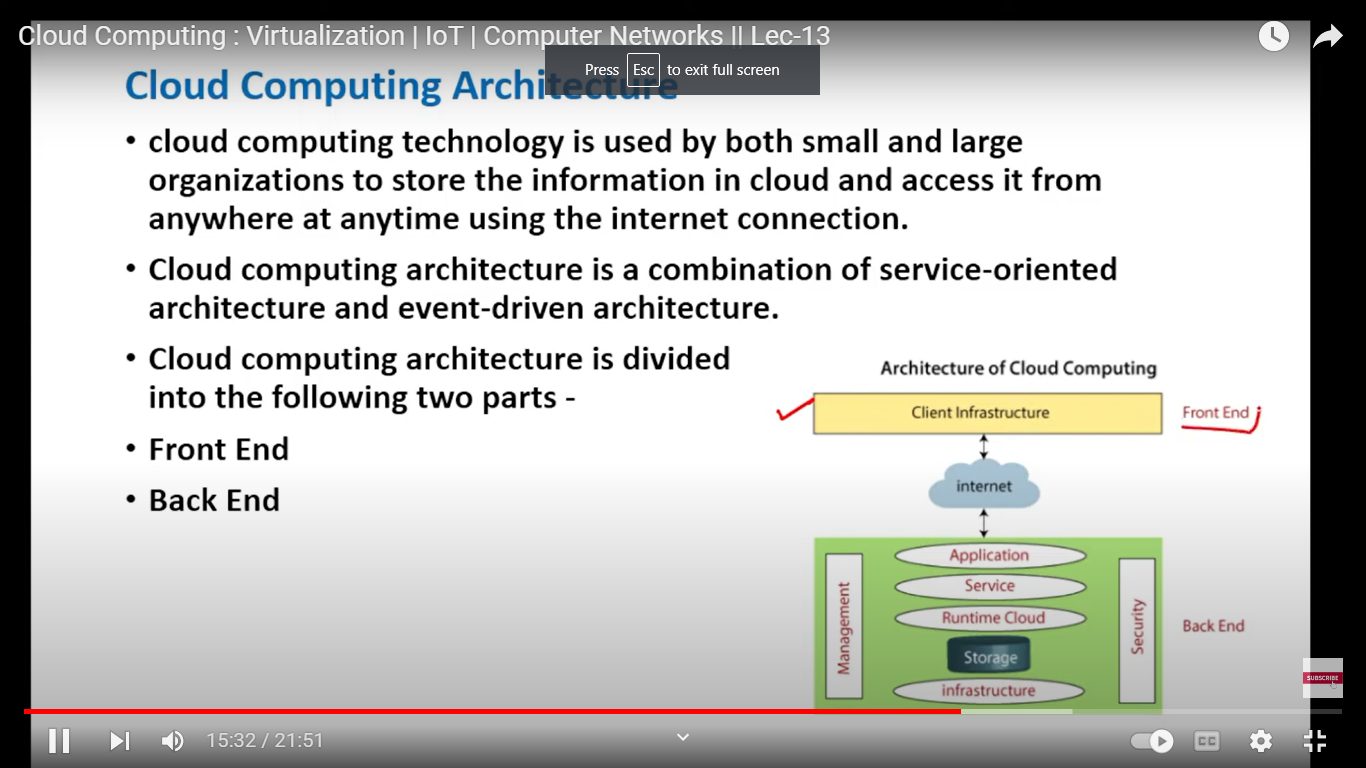 Cloud Computing : Virtualization | IoT | Computer Networks || Lec-13
Press Esc to exit full screen
Cloud Computing Architecture
• cloud computing technology is used by both small and large
organizations to store the information in cloud and access it from
anywhere at anytime using the internet connection.
• Cloud computing architecture is a combination of service-oriented
architecture and event-driven architecture.
• Cloud computing architecture is divided
into the following two parts -
• Front End
• Back End
Architecture of Cloud Computing
Client Infrastructure
Front End
internet
Application
Service
Runtime Cloud
Storage
infrastructure
Management
Security
Back End
SUBSCRIBE
15:32 / 21:51
CC